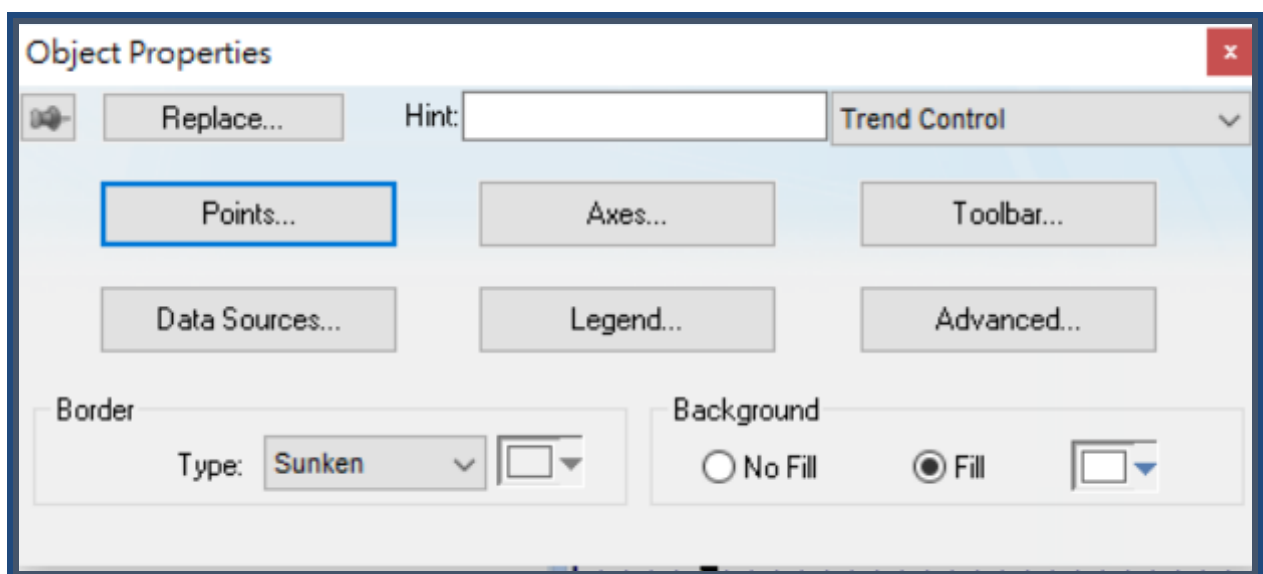 Object Properties
Replace... Hint: Trend Control
Points... Axes... Toolbar...
Data Sources... Legend... Advanced...
Border Background
Type: Sunken No Fill Fill